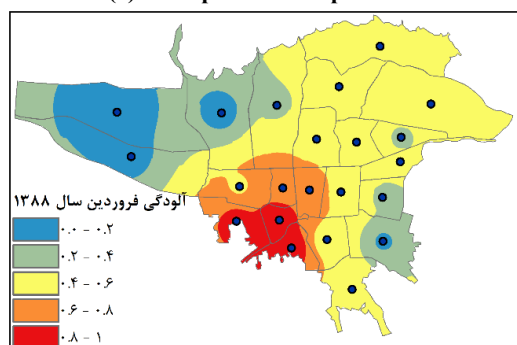 آلودگی فروردین سال ۱۳۸۸
۰.۰ - ۰.۲
۰.۲ - ۰.۴
۰.۴ - ۰.۶
۰.۶ - ۰.۸
۰.۸ - ۱